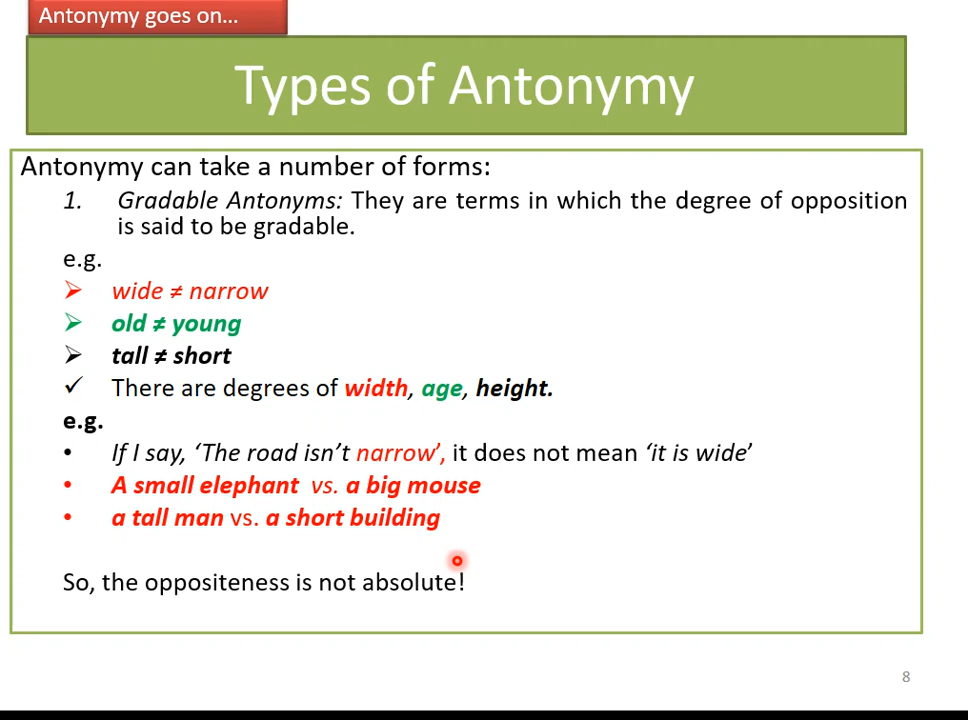 Antonymy goes on...
Types of Antonymy
Antonymy can take a number of forms:
1. Gradable Antonyms: They are terms in which the degree of opposition
is said to be gradable.
e.g.
➢ wide ≠ narrow
➢ old ≠ young
➢ tall ≠ short
✓ There are degrees of width, age, height.
e.g.
• If I say, ‘The road isn’t narrow’, it does not mean ‘it is wide’
• A small elephant vs. a big mouse
• a tall man vs. a short building
So, the oppositeness is not absolute!
8